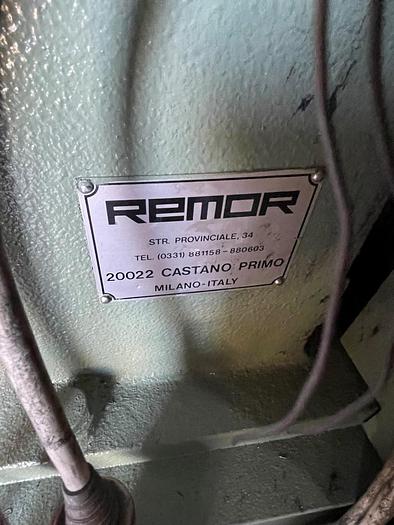 REMOR
STR. PROVINCIALE, 34
TEL. (0331) 881158-880603
20022 CASTANO PRIMO
MILANO-ITALY